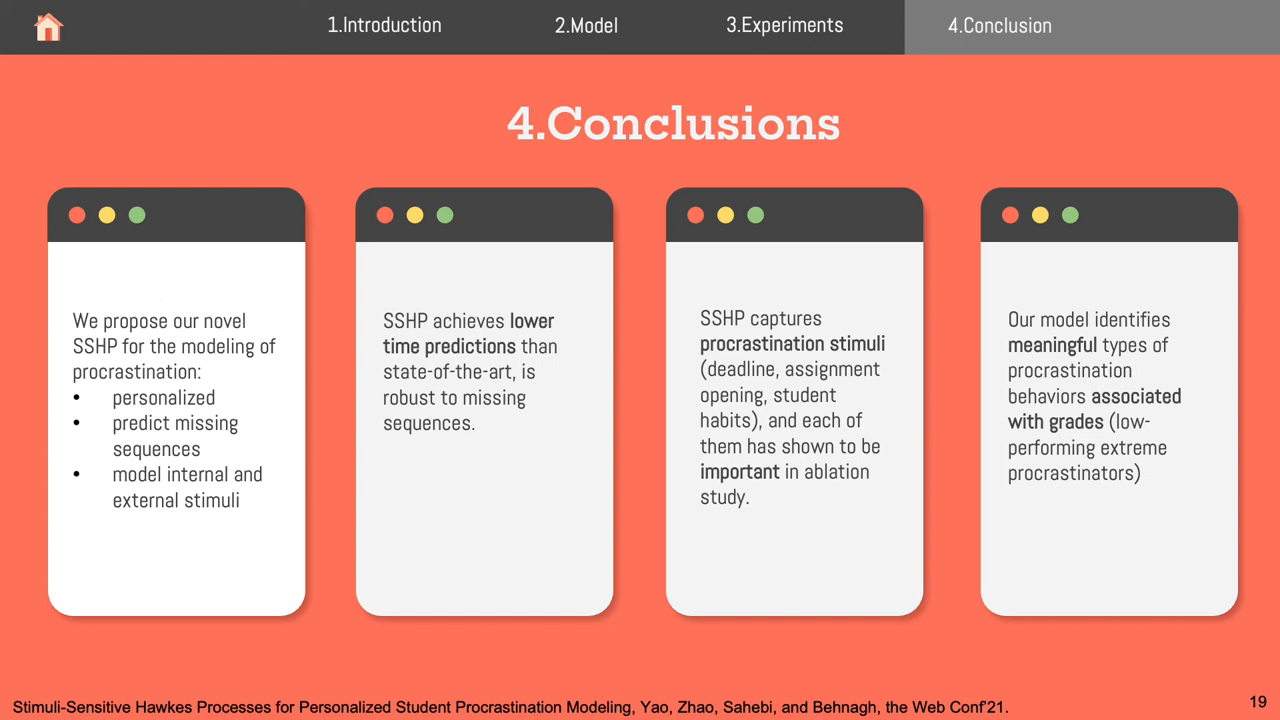 1.Introduction
2.Model
3.Experiments
4.Conclusion
4.Conclusions
We propose our novel
SSHP for the modeling of
procrastination:
• personalized
• predict missing
sequences
• model internal and
external stimuli
SSHP achieves lower
time predictions than
state-of-the-art, is
robust to missing
sequences.
SSHP captures
procrastination stimuli
(deadline, assignment
opening, student
habits), and each of
them has shown to be
important in ablation
study.
Our model identifies
meaningful types of
procrastination
behaviors associated
with grades (low-
performing extreme
procrastinators)
Stimuli-Sensitive Hawkes Processes for Personalized Student Procrastination Modeling, Yao, Zhao, Sahebi, and Behnagh, the Web Conf'21.
19